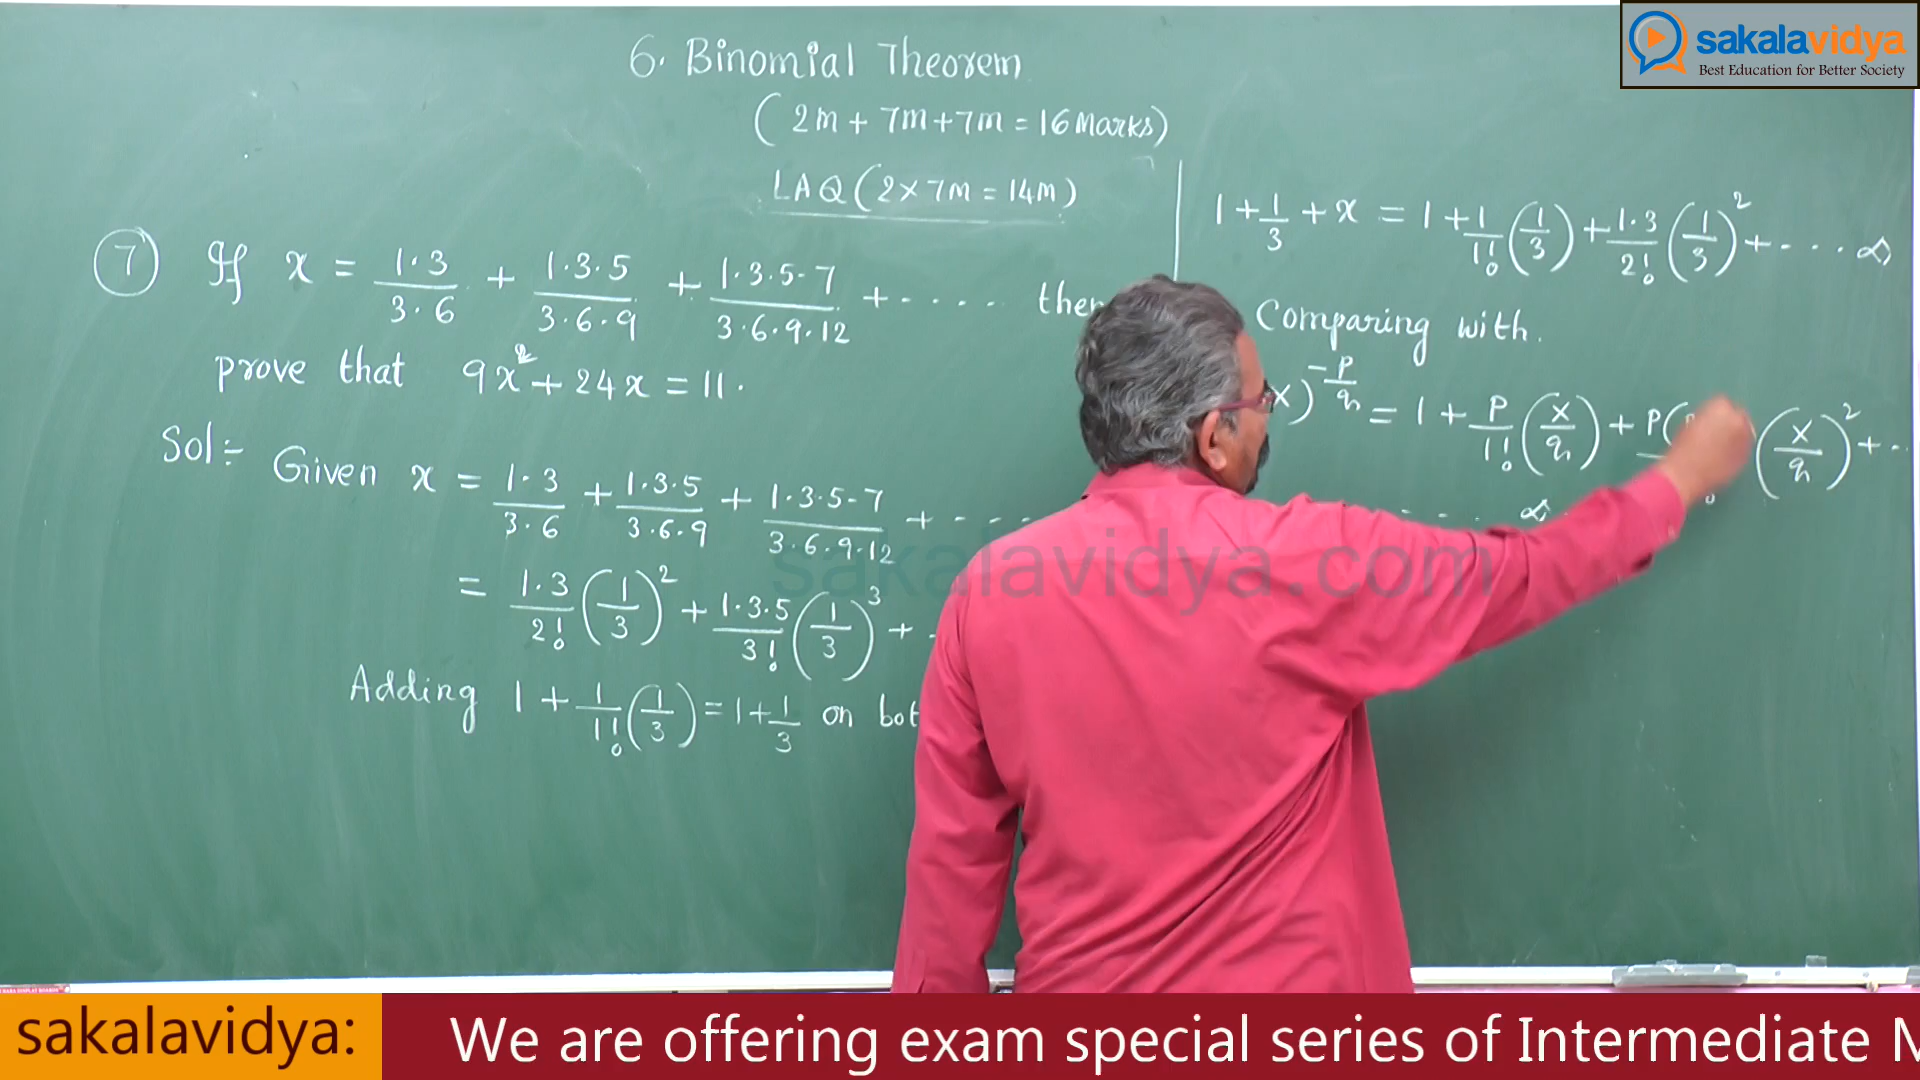 6. Binomial Theorem
(2m + 7m + 7m = 16 Marks)
LAQ (2 × 7m = 14m)
7 If x = 1·3/3·6 + 1·3·5/3·6·9 + 1·3·5·7/3·6·9·12 + ····
prove that 9x² + 24x = 11.
Sol:- Given x = 1·3/3·6 + 1·3·5/3·6·9 + 1·3·5·7/3·6·9·12 + ---
= 1·3/2! (1/3)² + 1·3·5/3! (1/3)³ +
Adding 1 + 1/1! (1/3) = 1 + 1/3 on
1 + 1/3 + x = 1 + 1/1! (1/3) + 1·3/2! (1/3)² + ···· ∞
Comparing with.
x)^(-p/q) = 1 + p/1! (x/q) + p( (x/q)² + ··
···· ∞
sakalavidya
Best Education for Better Society
sakalavidya.com
sakalavidya:
We are offering exam special series of Intermediate